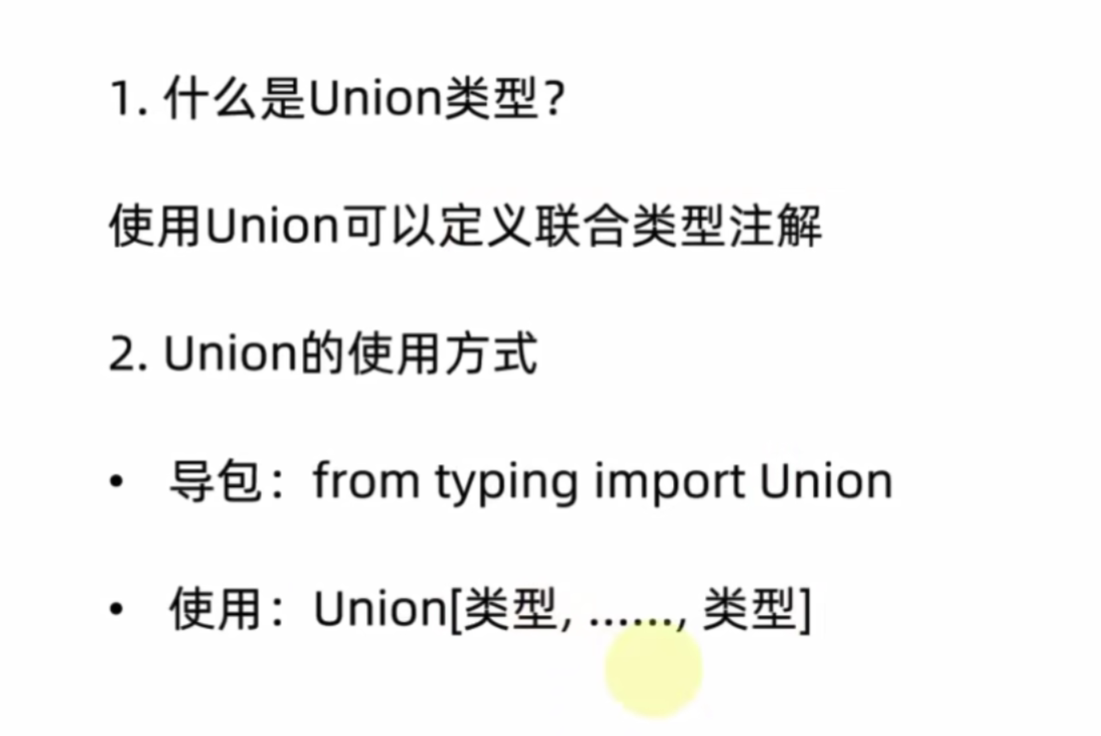 1. 什么是Union类型?
使用Union可以定义联合类型注解
2. Union的使用方式
• 导包：from typing import Union
• 使用：Union[类型, ......, 类型]